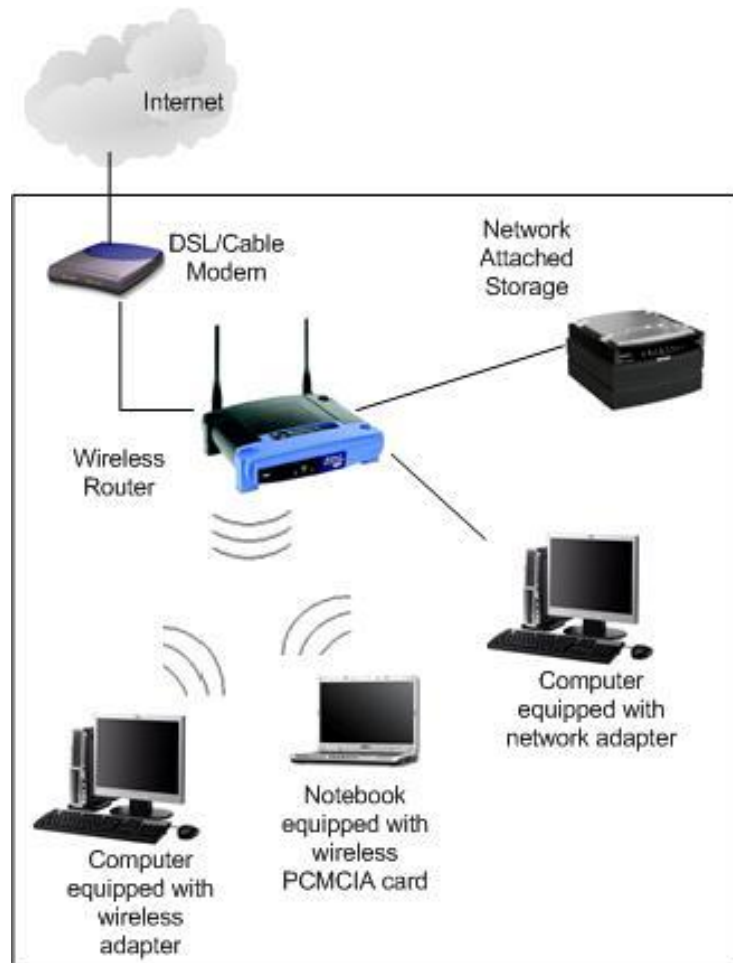 Internet
DSL/Cable
Modem
Network
Attached
Storage
Wireless
Router
Computer
equipped with
network adapter
Notebook
equipped with
wireless
PCMCIA card
Computer
equipped with
wireless
adapter